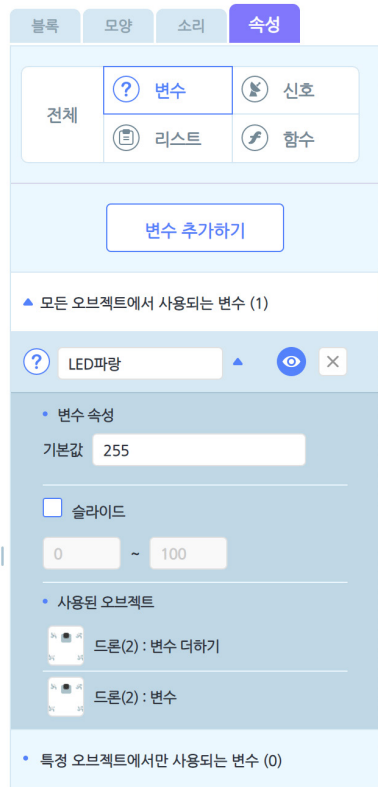 블록 모양 소리 속성
전체 ? 변수 신호
리스트 함수
변수 추가하기
▲ 모든 오브젝트에서 사용되는 변수 (1)
? LED파랑 ▲ ×
• 변수 속성
기본값 255
슬라이드
0 ~ 100
• 사용된 오브젝트
드론(2) : 변수 더하기
드론(2) : 변수
• 특정 오브젝트에서만 사용되는 변수 (0)